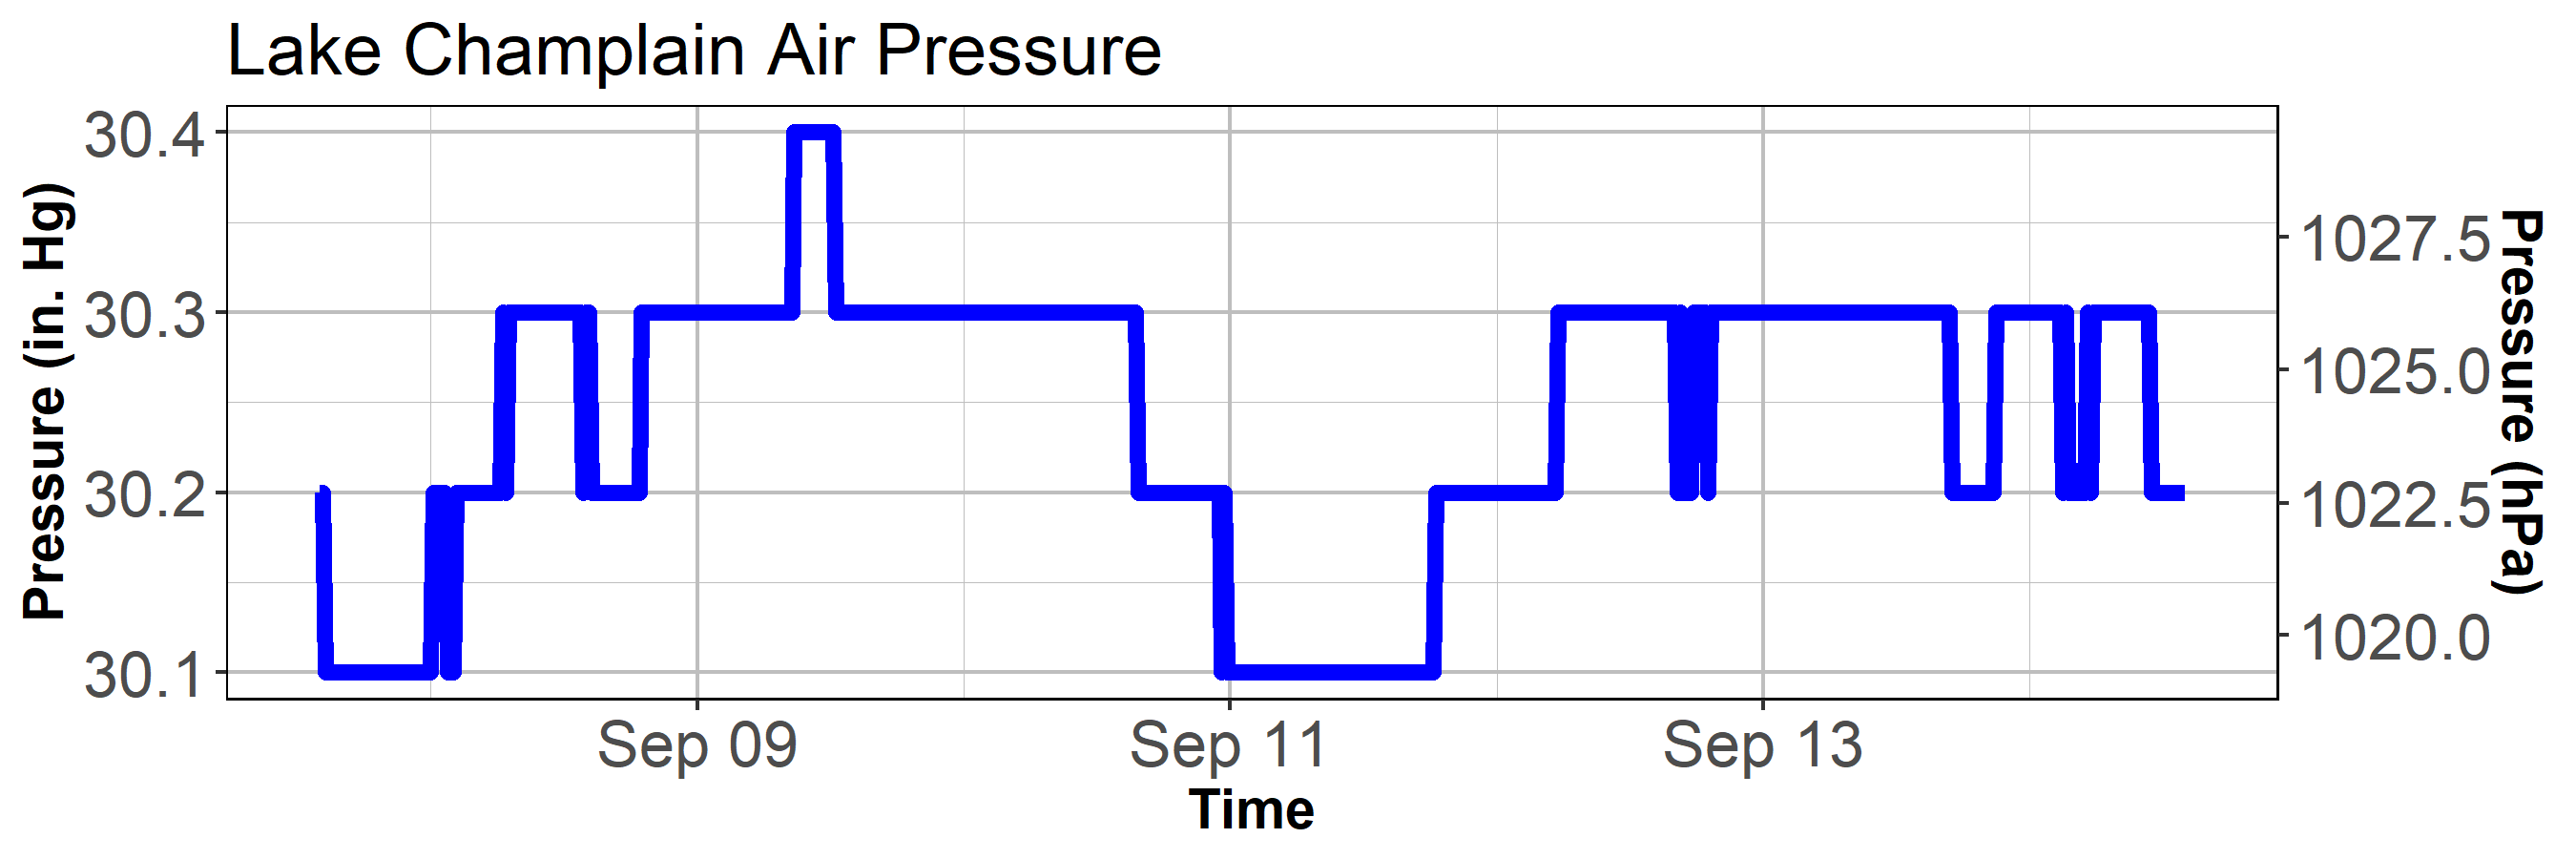 Lake Champlain Air Pressure
Pressure (in. Hg)
30.4
30.3
30.2
30.1
1027.5
1025.0
1022.5
1020.0
Pressure (hPa)
Sep 09
Sep 11
Sep 13
Time